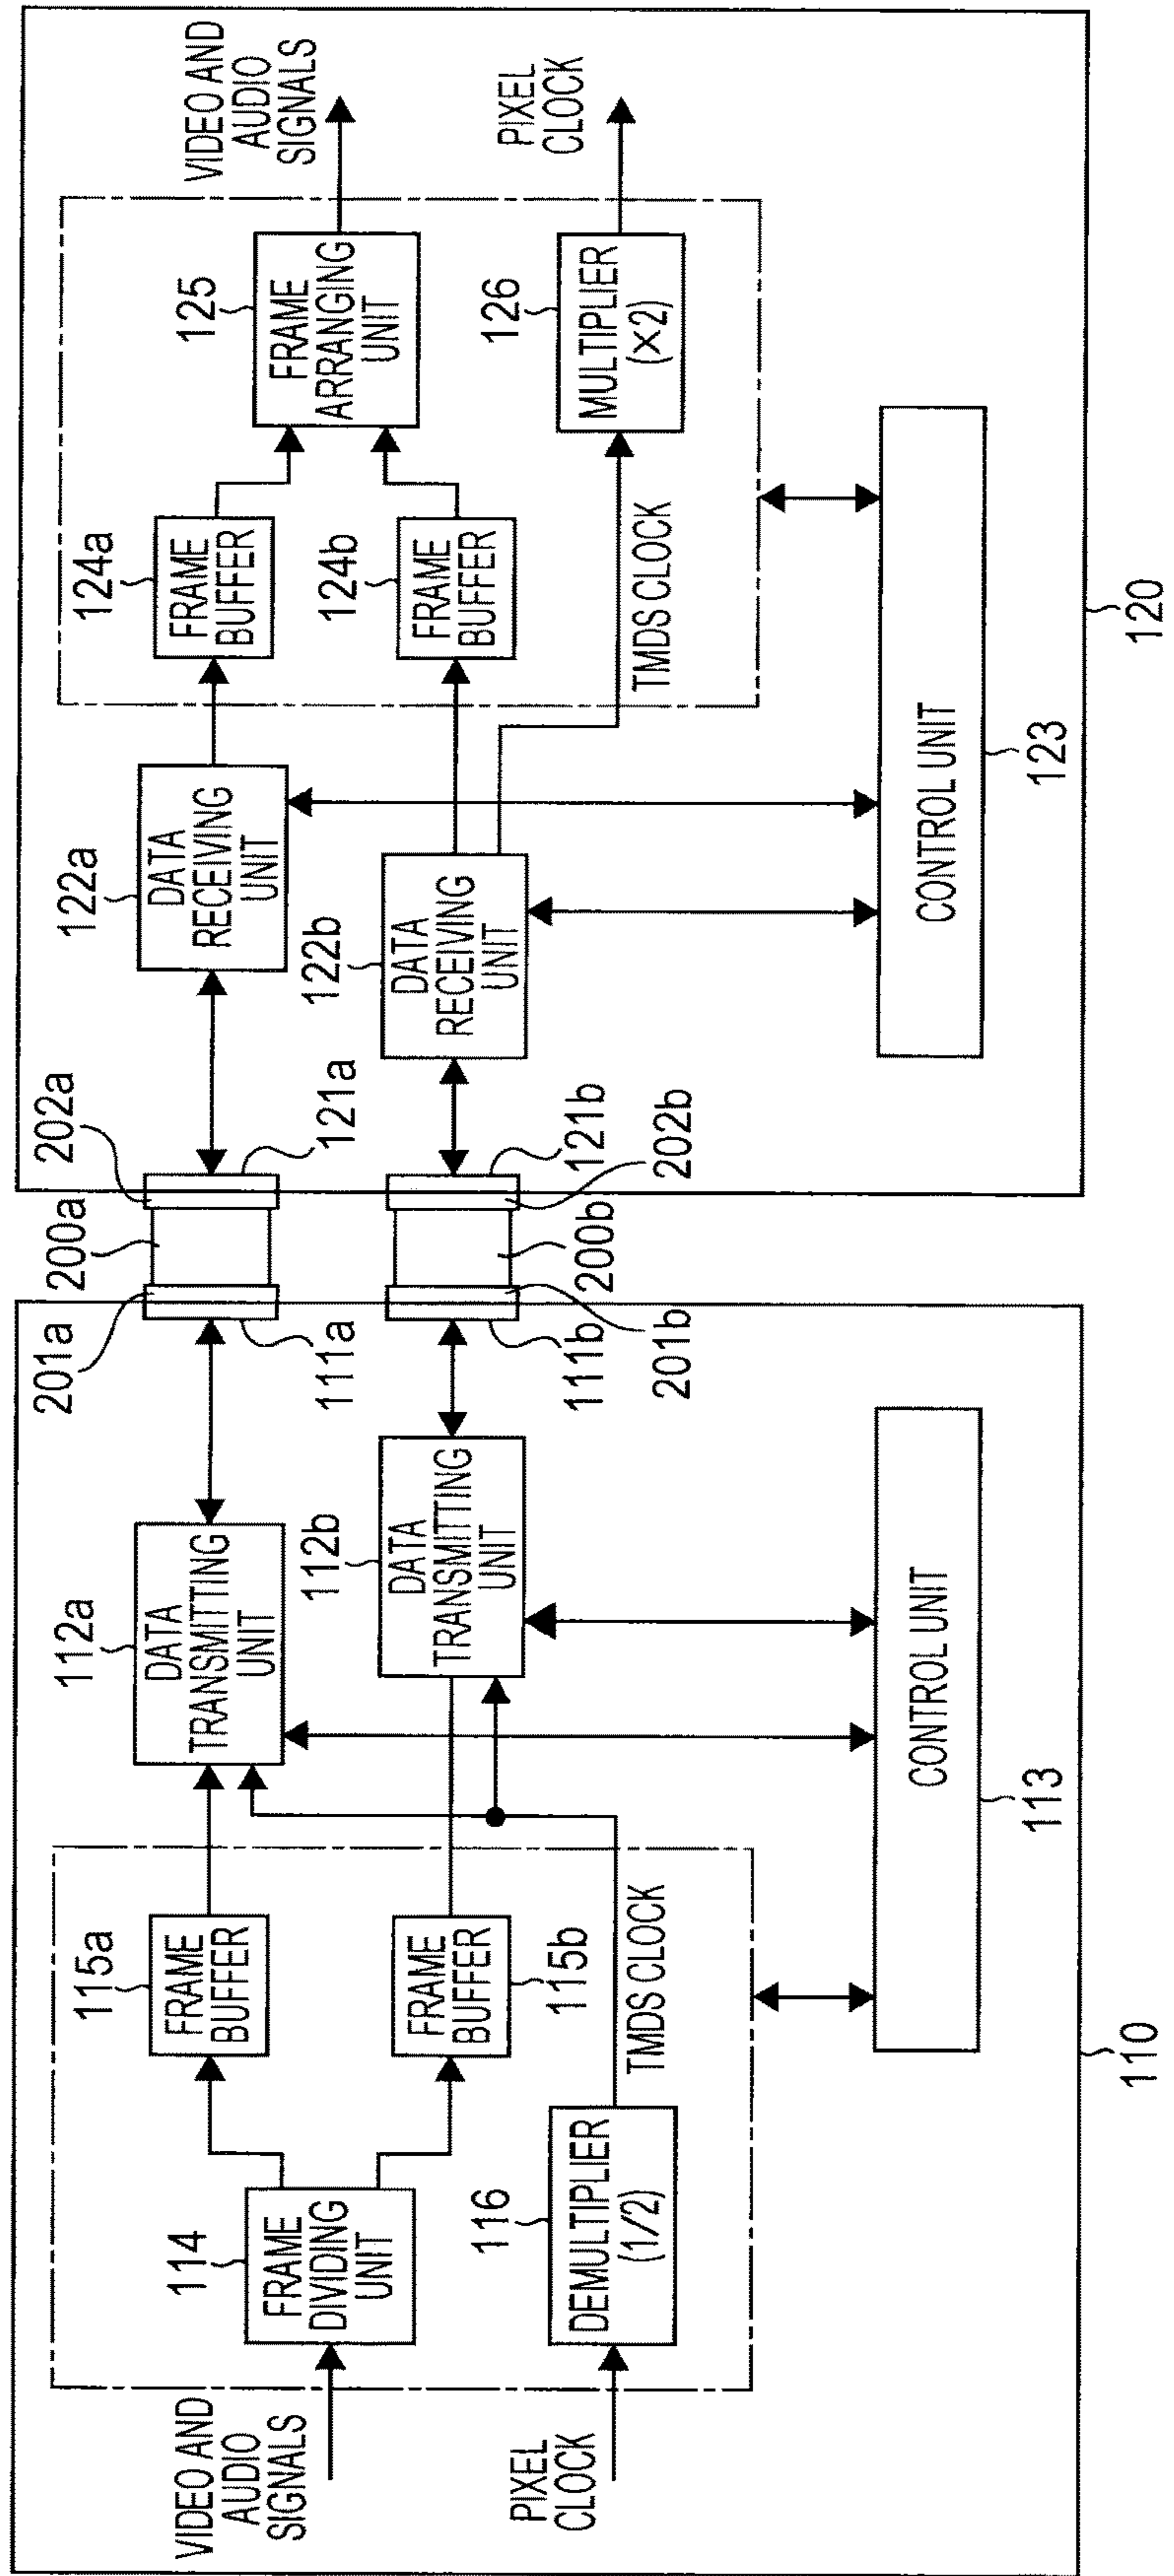 VIDEO AND
AUDIO
SIGNALS
PIXEL
CLOCK
114
FRAME
DIVIDING
UNIT
116
DEMULTIPLIER
(1/2)
115a
FRAME
BUFFER
FRAME
BUFFER
115b
TMDS CLOCK
112a
DATA
TRANSMITTING
UNIT
112b
DATA
TRANSMITTING
UNIT
CONTROL UNIT
113
110
201a
111a
111b
201b
200a
200b
202a
121a
121b
202b
122a
DATA
RECEIVING
UNIT
122b
DATA
RECEIVING
UNIT
124a
FRAME
BUFFER
124b
FRAME
BUFFER
TMDS CLOCK
125
FRAME
ARRANGING
UNIT
126
MULTIPLIER
(×2)
VIDEO AND
AUDIO
SIGNALS
PIXEL
CLOCK
CONTROL UNIT
123
120